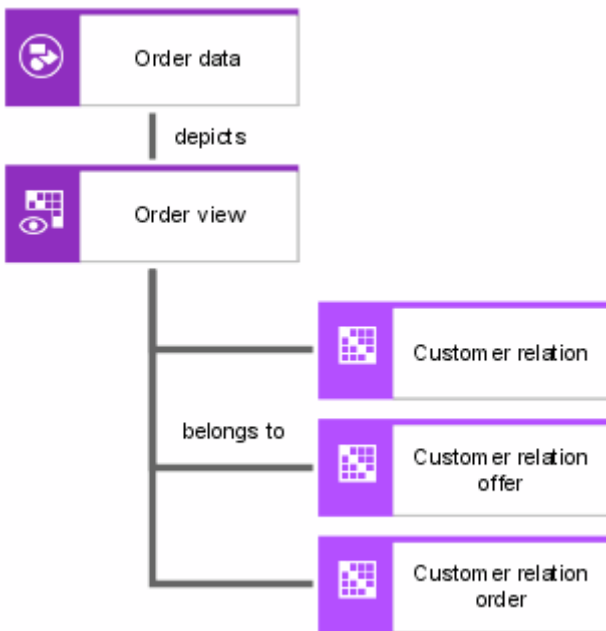 Order data
depicts
Order view
Customer relation
belongs to
Customer relation
offer
Customer relation
order